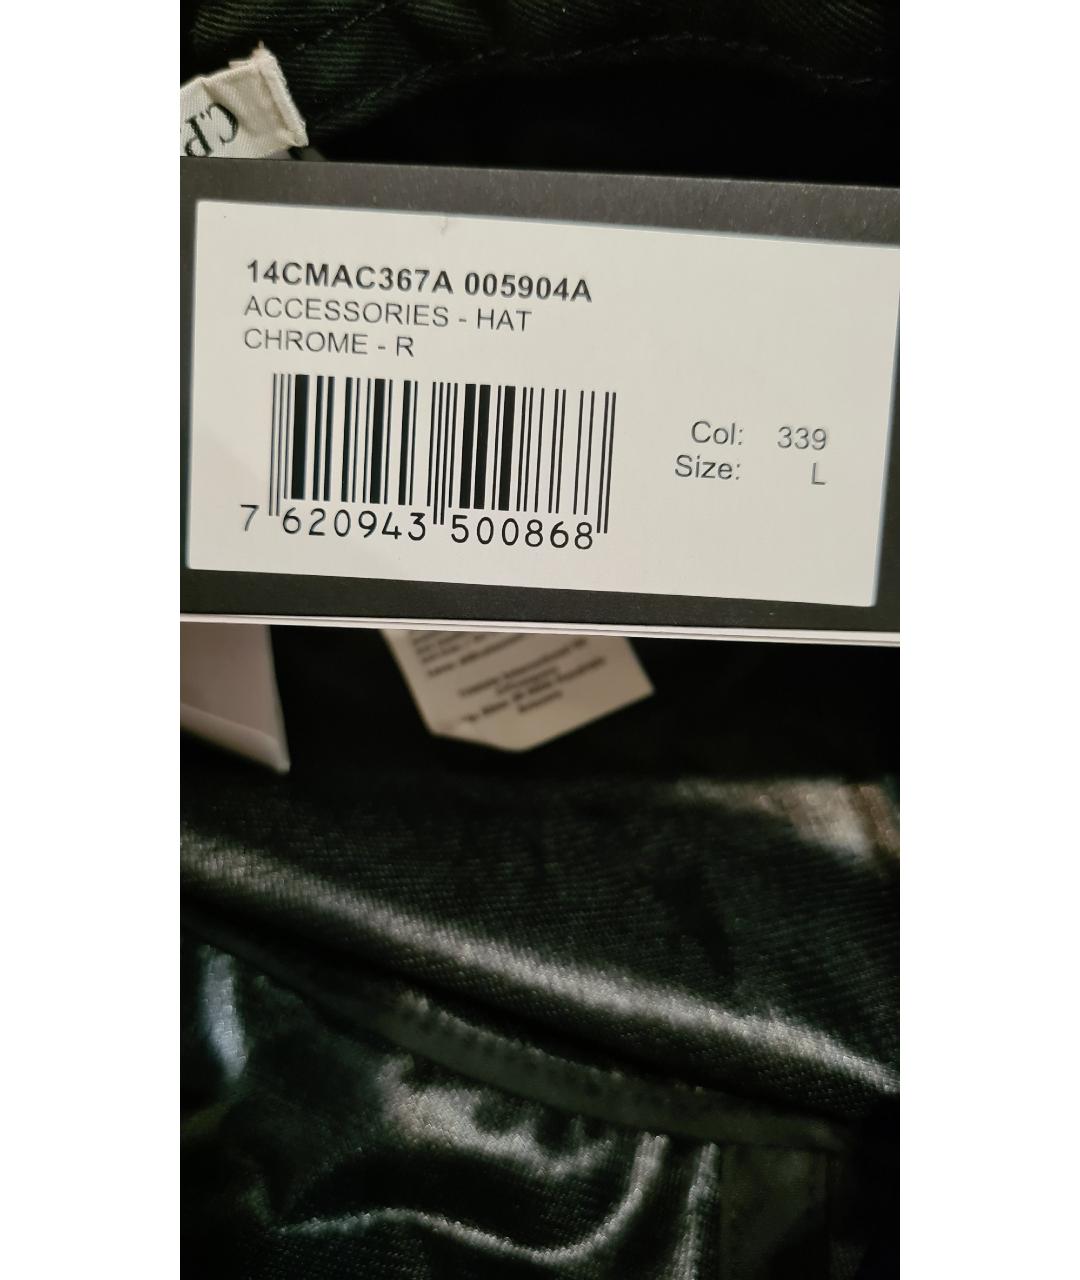 C.P.
14CMAC367A 005904A
ACCESSORIES - HAT
CHROME - R
Col: 339
Size: L
7 620943 500868